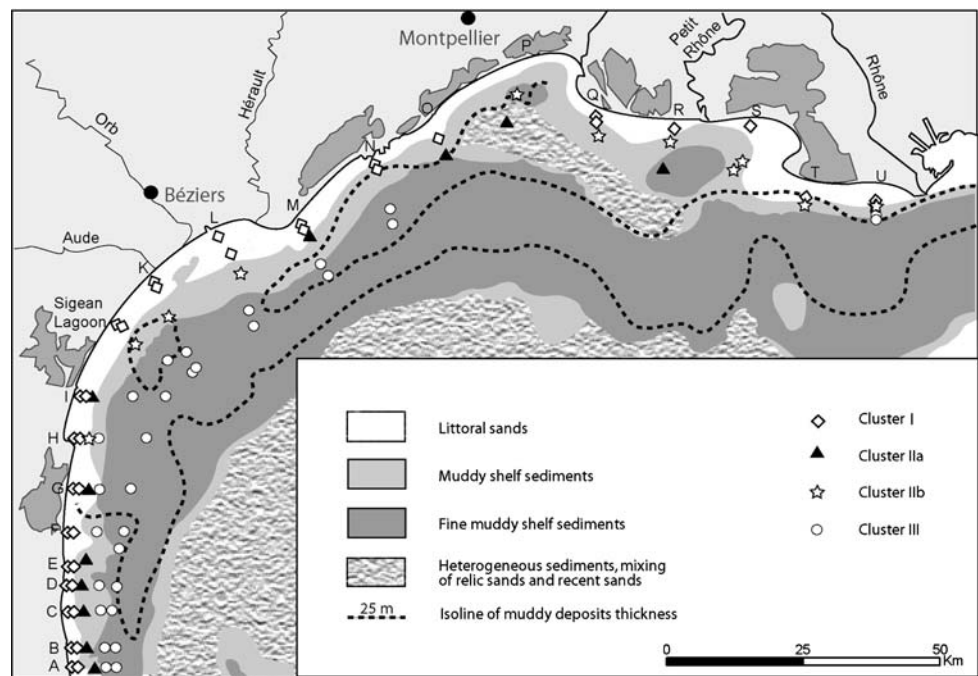 Montpellier
P
Petit
Rhône
Rhône
Hérault
Orb
O
Q
R
S
N
T
U
Béziers
M
L
Aude
K
Sigean
Lagoon
I
H
G
F
E
D
C
B
A
Littoral sands
Muddy shelf sediments
Fine muddy shelf sediments
Heterogeneous sediments, mixing
of relic sands and recent sands
25 m
Isoline of muddy deposits thickness
Cluster I
Cluster IIa
Cluster IIb
Cluster III
0 25 50
Km